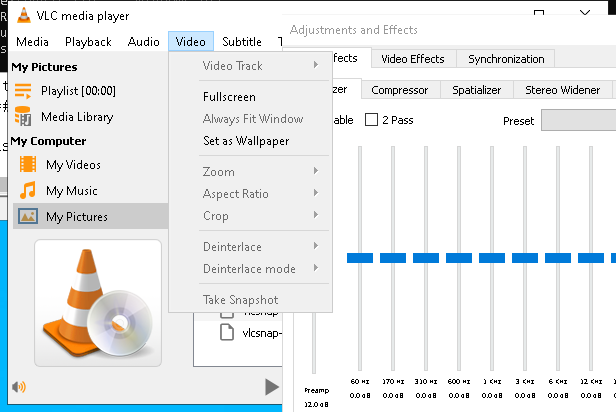 VLC media player
Adjustments and Effects
Media Playback Audio Video Subtitle T
fects Video Effects Synchronization
My Pictures
Playlist [00:00]
Media Library
My Computer
My Videos
My Music
My Pictures
Video Track
Fullscreen
Always Fit Window
Set as Wallpaper
Zoom
Aspect Ratio
Crop
Deinterlace
Deinterlace mode
Take Snapshot
vlcsnap-
zer Compressor Spatializer Stereo Widener
able 2 Pass Preset
60 Hz 170 Hz 310 Hz 600 Hz 1 KHz 3 KHz 6 KHz 12 KHz
Preamp 0.0 dB 0.0 dB 0.0 dB 0.0 dB 0.0 dB 0.0 dB 0.0 dB 0.0 dB
12.0 dB